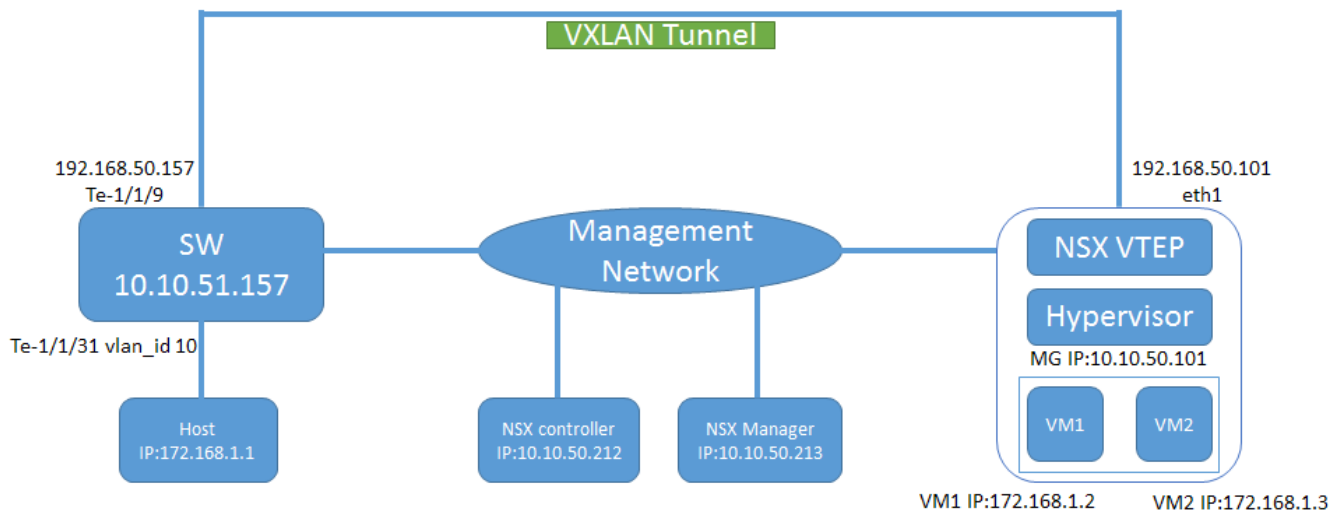 VXLAN Tunnel
192.168.50.157
Te-1/1/9
192.168.50.101
eth1
SW
10.10.51.157
Management
Network
NSX VTEP
Hypervisor
MG IP:10.10.50.101
Te-1/1/31 vlan_id 10
Host
IP:172.168.1.1
NSX controller
IP:10.10.50.212
NSX Manager
IP:10.10.50.213
VM1
VM2
VM1 IP:172.168.1.2
VM2 IP:172.168.1.3